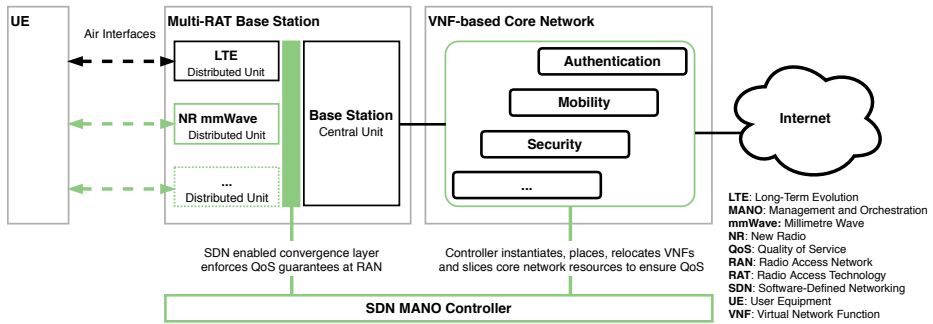 UE
Multi-RAT Base Station
VNF-based Core Network
Air Interfaces
LTE
Distributed Unit
NR mmWave
Distributed Unit
...
Distributed Unit
Base Station
Central Unit
Authentication
Mobility
Security
...
Internet
SDN enabled convergence layer
enforces QoS guarantees at RAN
Controller instantiates, places, relocates VNFs
and slices core network resources to ensure QoS
SDN MANO Controller
LTE: Long-Term Evolution
MANO: Management and Orchestration
mmWave: Millimetre Wave
NR: New Radio
QoS: Quality of Service
RAN: Radio Access Network
RAT: Radio Access Technology
SDN: Software-Defined Networking
UE: User Equipment
VNF: Virtual Network Function